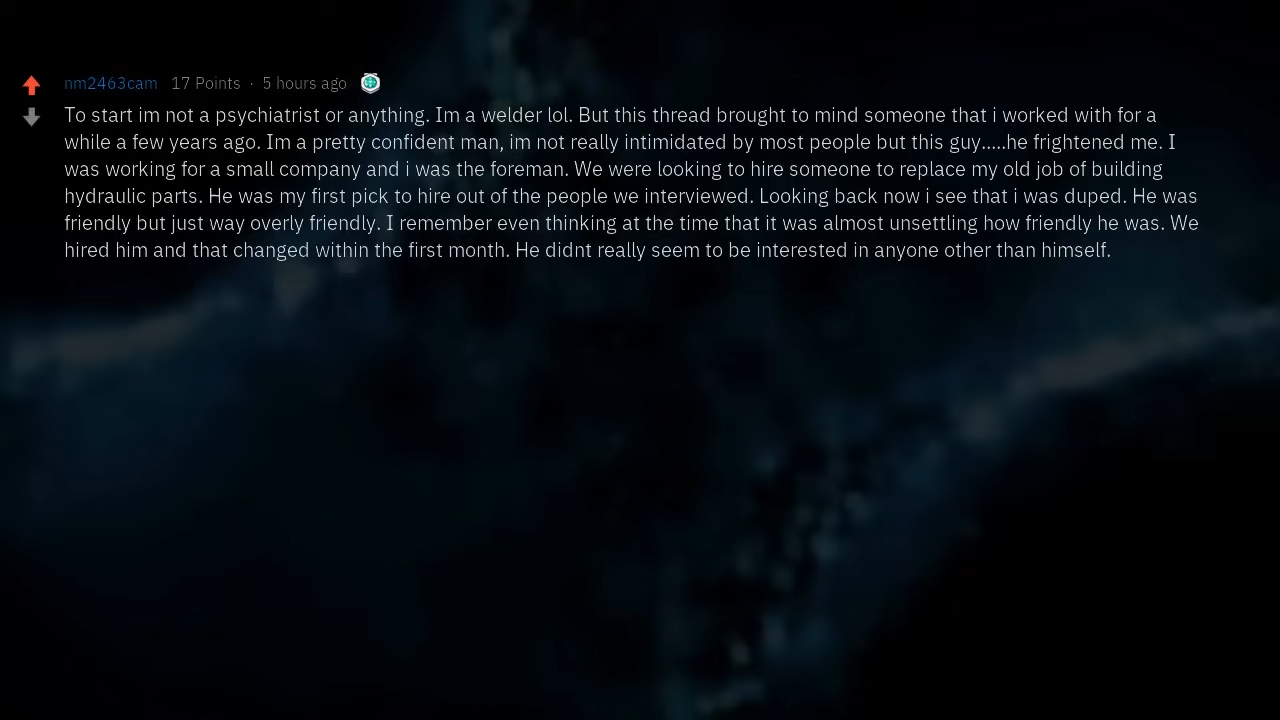 nm2463cam 17 Points · 5 hours ago
To start im not a psychiatrist or anything. Im a welder lol. But this thread brought to mind someone that i worked with for a
while a few years ago. Im a pretty confident man, im not really intimidated by most people but this guy.....he frightened me. I
was working for a small company and i was the foreman. We were looking to hire someone to replace my old job of building
hydraulic parts. He was my first pick to hire out of the people we interviewed. Looking back now i see that i was duped. He was
friendly but just way overly friendly. I remember even thinking at the time that it was almost unsettling how friendly he was. We
hired him and that changed within the first month. He didnt really seem to be interested in anyone other than himself.